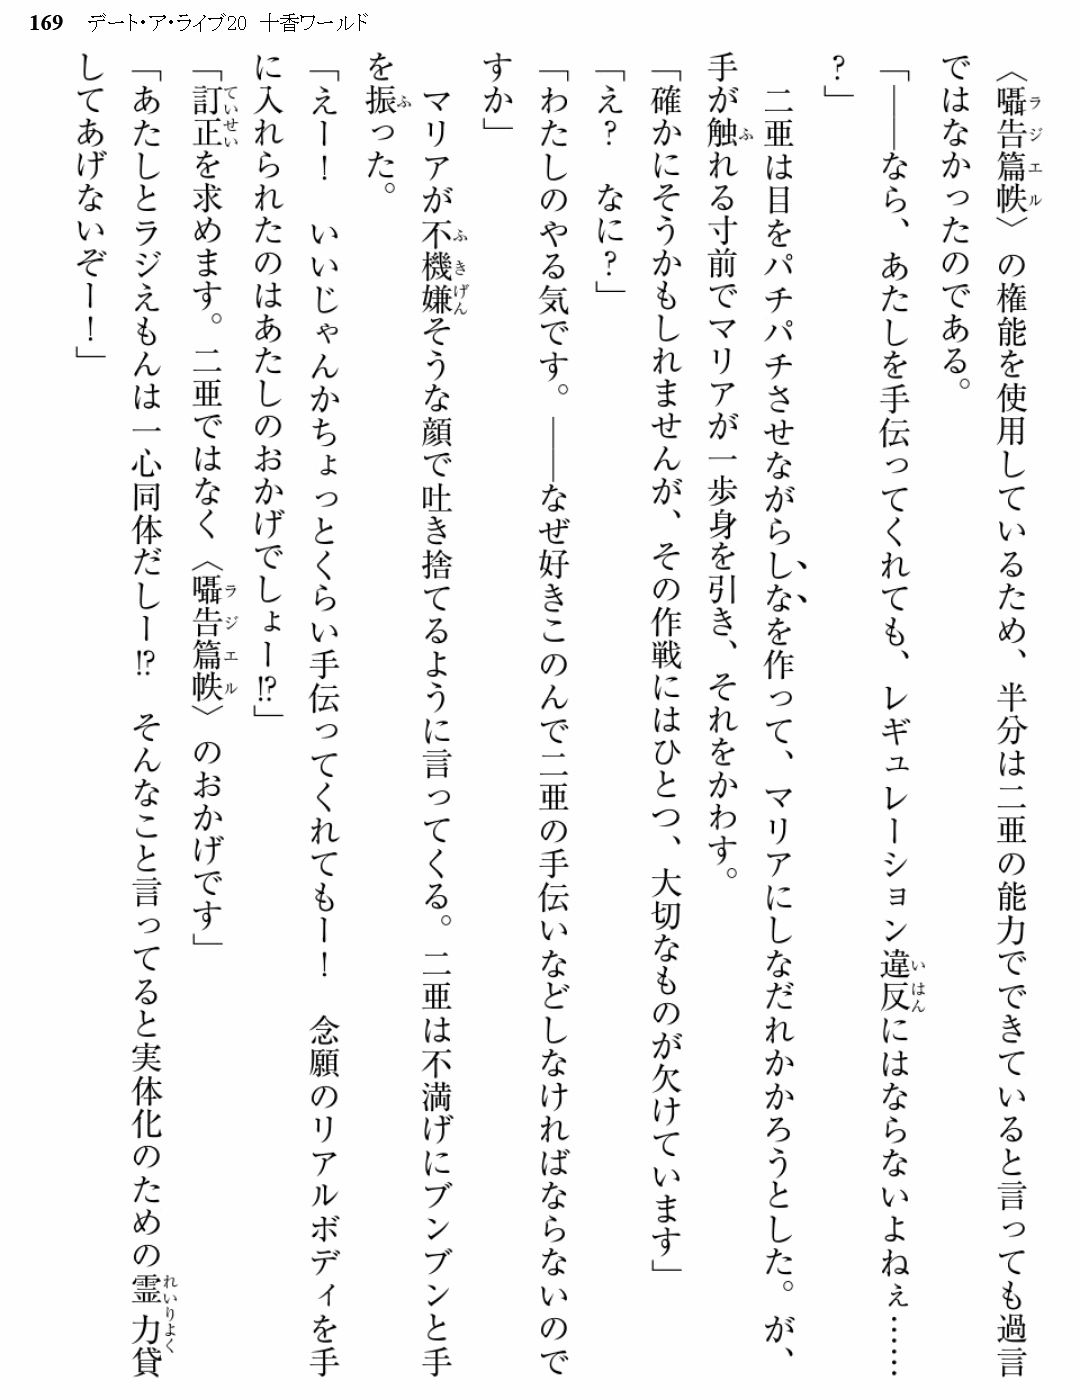 169 デート・ア・ライブ20 十香ワールド
〈囁告篇帙〉の権能を使用しているため、半分は二亜の能力でできていると言っても過言
ではなかったのである。
「――なら、あたしを手伝ってくれても、レギュレーション違反にはならないよねぇ……
？」
　二亜は目をパチパチさせながらしなを作って、マリアにしなだれかかろうとした。が、
手が触れる寸前でマリアが一歩身を引き、それをかわす。
「確かにそうかもしれませんが、その作戦にはひとつ、大切なものが欠けています」
「え？　なに？」
「わたしのやる気です。――なぜ好きこのんで二亜の手伝いなどしなければならないので
すか」
　マリアが不機嫌そうな顔で吐き捨てるように言ってくる。二亜は不満げにブンブンと手
を振った。
「えー！　いいじゃんかちょっとくらい手伝ってくれてもー！　念願のリアルボディを手
に入れられたのはあたしのおかげでしょー!?」
「訂正を求めます。二亜ではなく〈囁告篇帙〉のおかげです」
「あたしとラジえもんは一心同体だしー!?　そんなこと言ってると実体化のための霊力貸
してあげないぞー！」